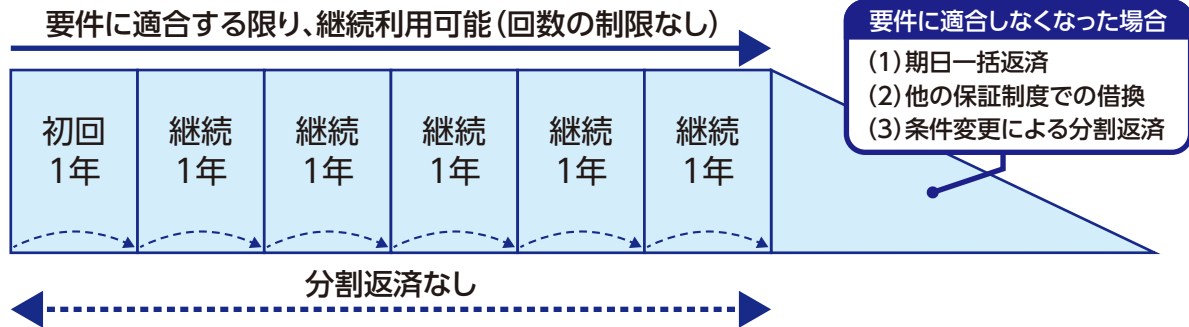 要件に適合する限り、継続利用可能（回数の制限なし）
要件に適合しなくなった場合
（1）期日一括返済
（2）他の保証制度での借換
（3）条件変更による分割返済
初回
1年
継続
1年
継続
1年
継続
1年
継続
1年
継続
1年
分割返済なし